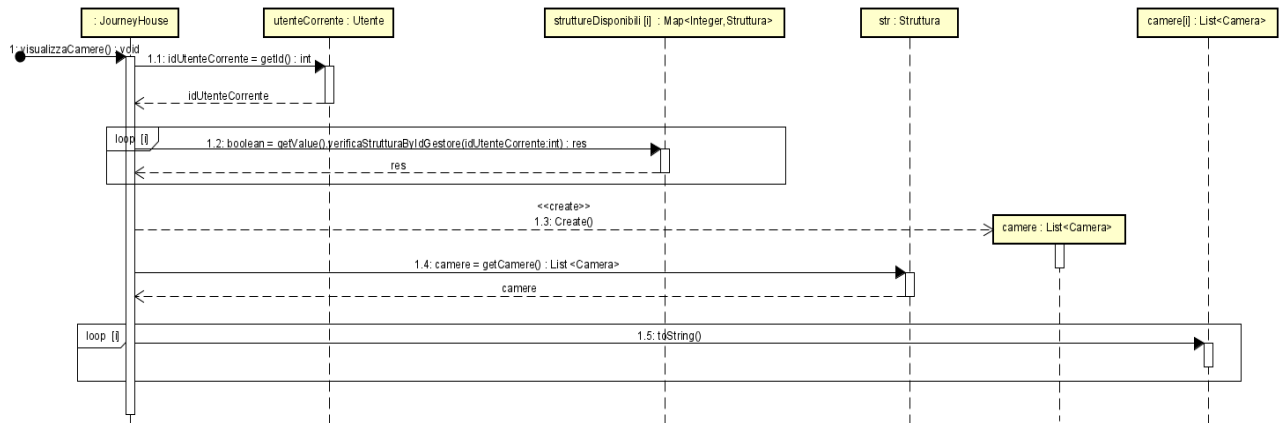 : JourneyHouse
utenteCorrente : Utente
struttureDisponibili [i] : Map<Integer,Struttura>
str : Struttura
camere[i] : List<Camera>
1: visualizzaCamere() : void
1.1: idUtenteCorrente = getId() : int
idUtenteCorrente
loop [i]
1.2: boolean = getValue().verificaStrutturaByIdGestore(idUtenteCorrente:int) : res
res
<<create>>
1.3: Create()
camere : List<Camera>
1.4: camere = getCamere() : List <Camera>
camere
loop [i]
1.5: toString()